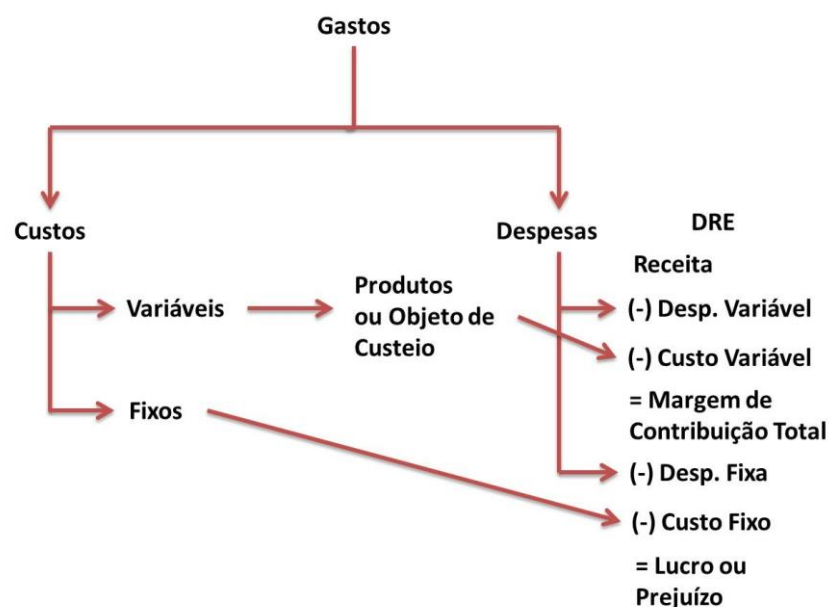 Gastos
Custos
Despesas
DRE
Receita
Variáveis
Produtos
ou Objeto de
Custeio
(-) Desp. Variável
(-) Custo Variável
= Margem de
Contribuição Total
Fixos
(-) Desp. Fixa
(-) Custo Fixo
= Lucro ou
Prejuízo